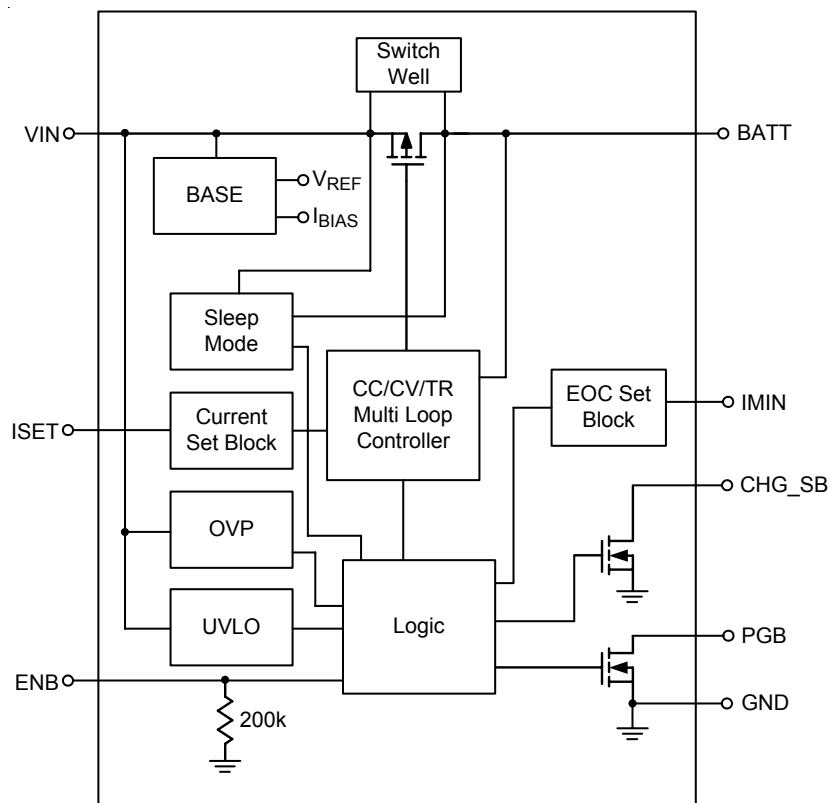 Switch
Well
VIN
BATT
BASE
VREF
IBIAS
Sleep
Mode
CC/CV/TR
Multi Loop
Controller
EOC Set
Block
IMIN
ISET
Current
Set Block
CHG_SB
OVP
Logic
UVLO
PGB
ENB
200k
GND